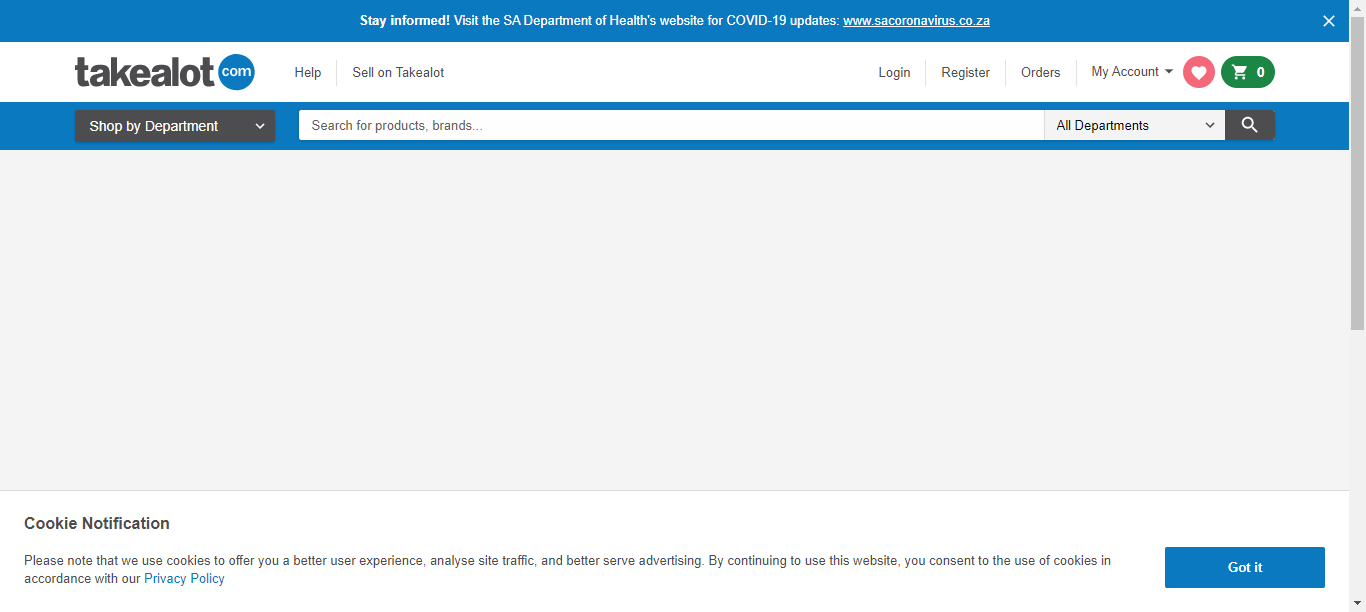 Stay informed! Visit the SA Department of Health's website for COVID-19 updates: www.sacoronavirus.co.za
takealot com
Help
Sell on Takealot
Login
Register
Orders
My Account
0
Shop by Department
Search for products, brands...
All Departments
Cookie Notification
Please note that we use cookies to offer you a better user experience, analyse site traffic, and better serve advertising. By continuing to use this website, you consent to the use of cookies in
accordance with our Privacy Policy
Got it